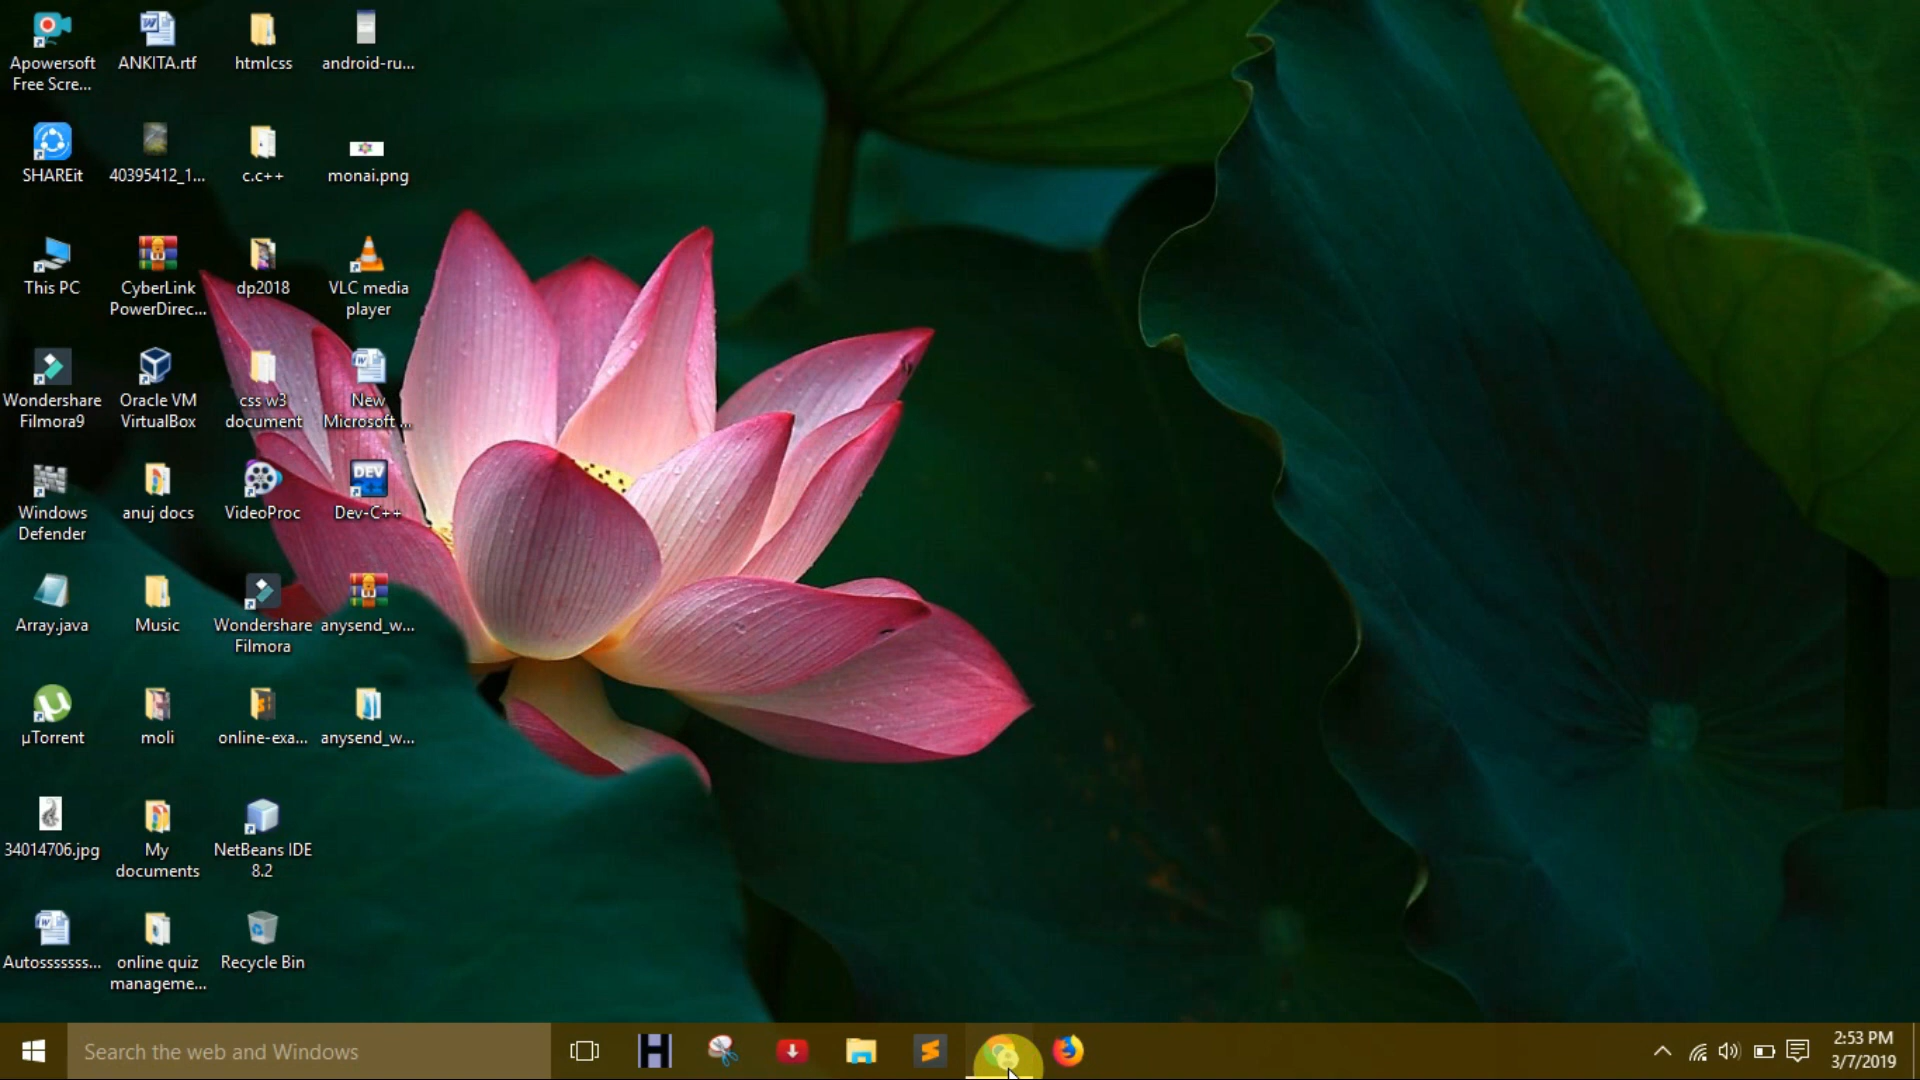 Apowersoft
Free Scre...
ANKITA.rtf
htmlcss
android-ru...
SHAREit
40395412_1...
c.c++
monai.png
This PC
CyberLink
PowerDirec...
dp2018
VLC media
player
Wondershare
Filmora9
Oracle VM
VirtualBox
css w3
document
New
Microsoft ...
Windows
Defender
anuj docs
VideoProc
DEV
C++
Dev-C++
Array.java
Music
Wondershare
Filmora
anysend_w...
µTorrent
moli
online-exa...
anysend_w...
34014706.jpg
My
documents
NetBeans IDE
8.2
Autosssssss...
online quiz
manageme...
Recycle Bin
Search the web and Windows
2:53 PM
3/7/2019